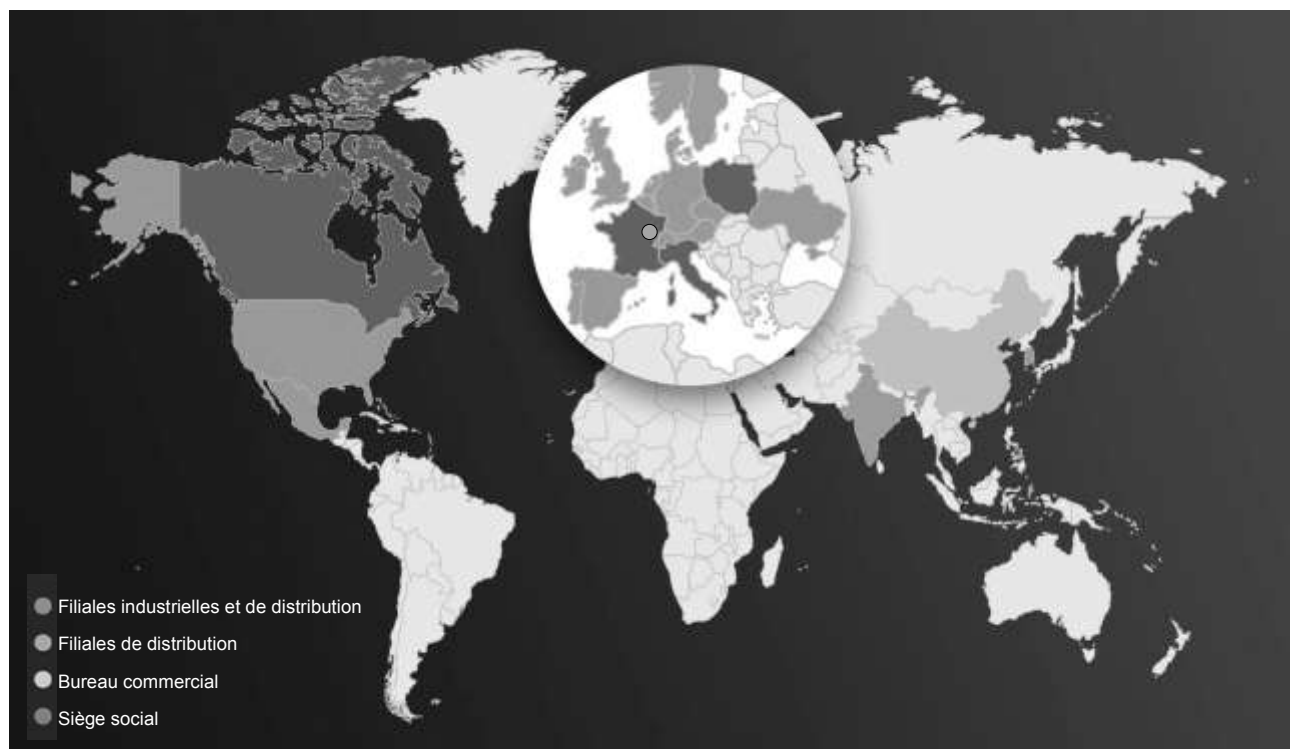 Filiales industrielles et de distribution
Filiales de distribution
Bureau commercial
Siège social